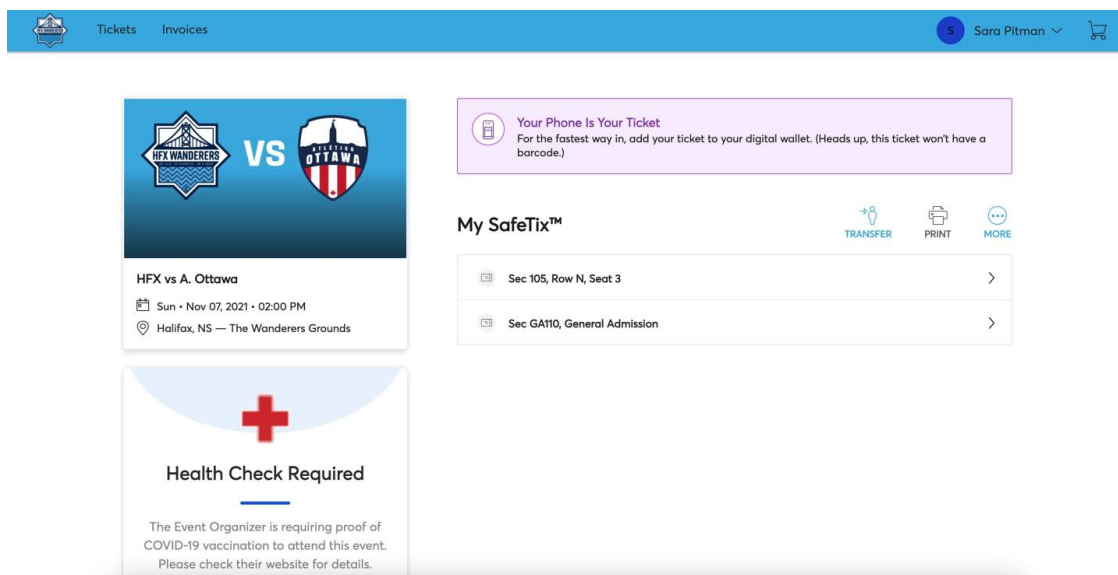 HFX WANDERERS
Tickets
Invoices
S
Sara Pitman
HFX WANDERERS
VS
ATLÉTICO
OTTAWA
HFX vs A. Ottawa
Sun • Nov 07, 2021 • 02:00 PM
Halifax, NS — The Wanderers Grounds
Health Check Required
The Event Organizer is requiring proof of
COVID-19 vaccination to attend this event.
Please check their website for details.
Your Phone Is Your Ticket
For the fastest way in, add your ticket to your digital wallet. (Heads up, this ticket won't have a
barcode.)
My SafeTix™
TRANSFER
PRINT
MORE
Sec 105, Row N, Seat 3
Sec GA110, General Admission